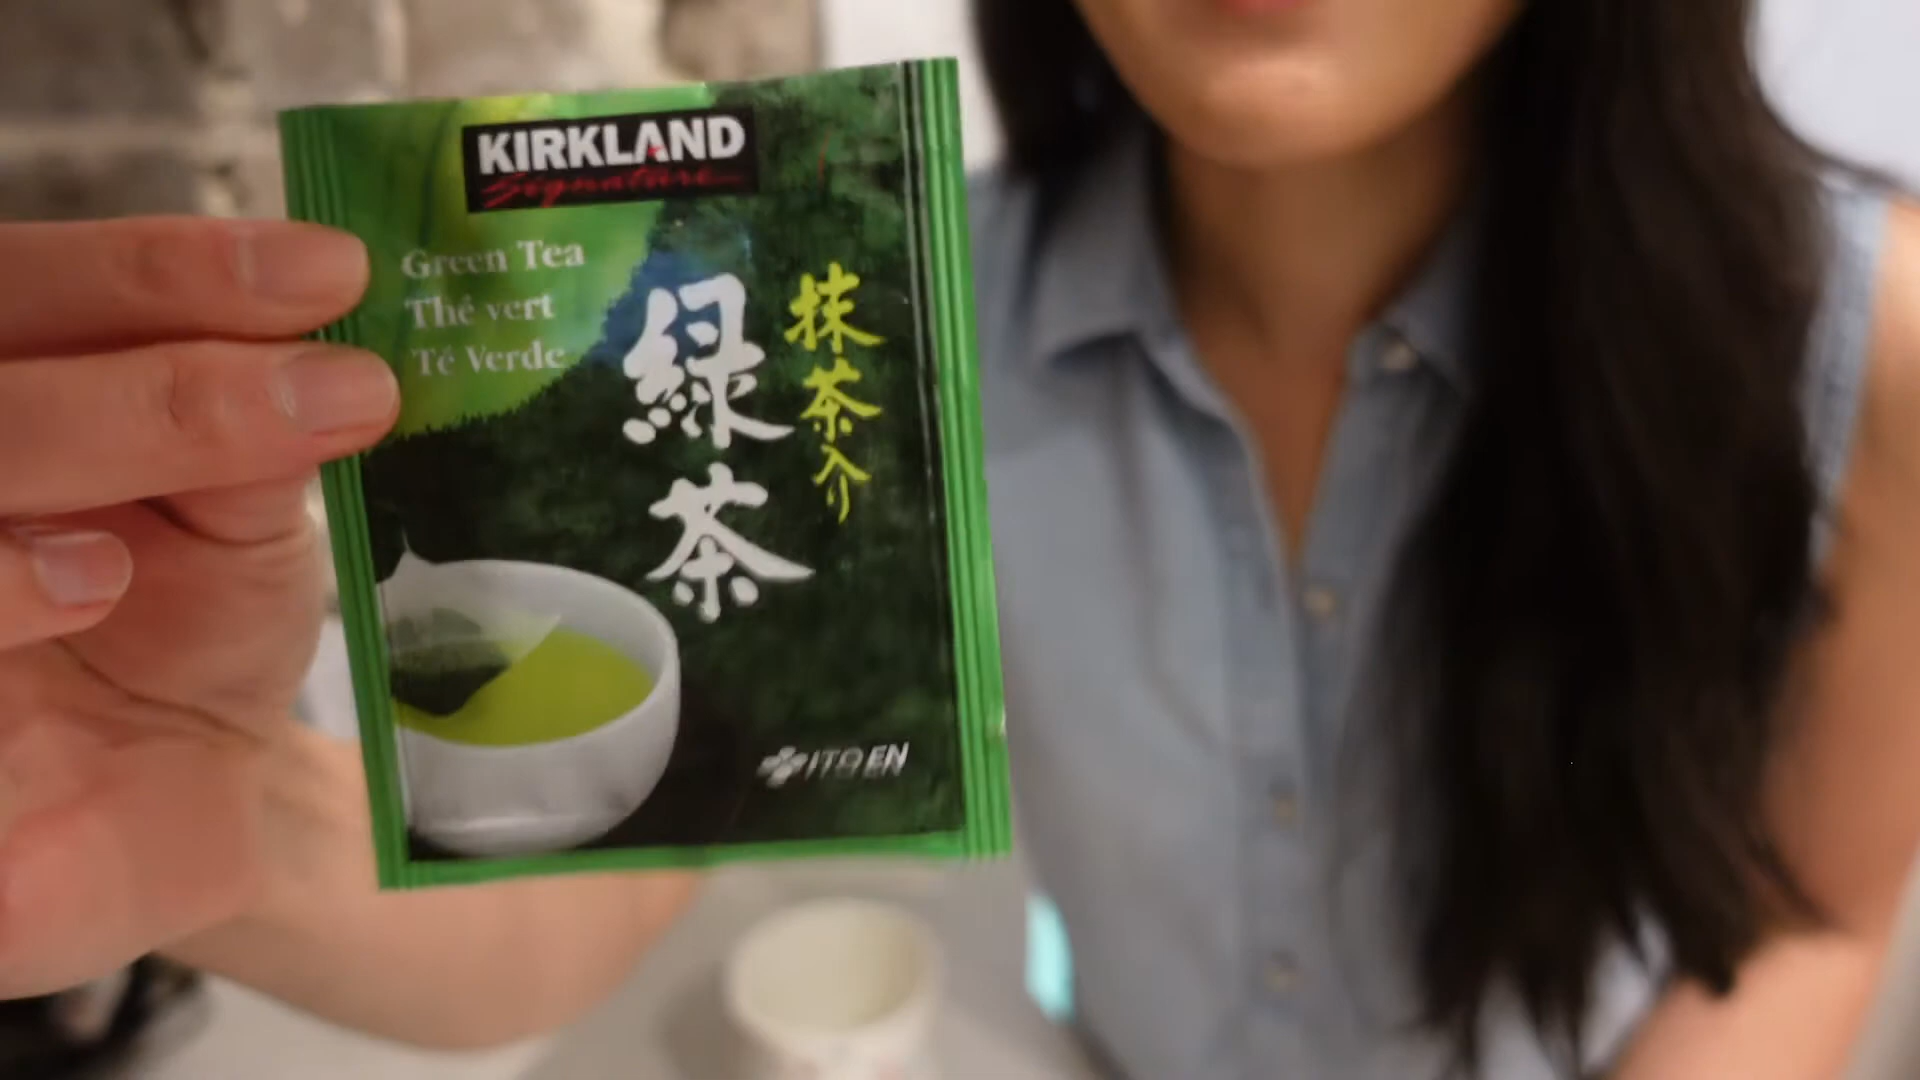 KIRKLAND
Signature
Green Tea
Thé vert
Té Verde
緑茶
抹茶入り
ITO EN